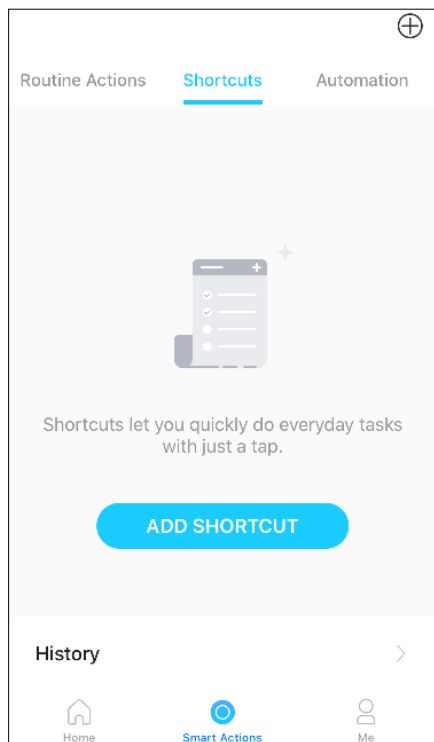 Routine Actions Shortcuts Automation
Shortcuts let you quickly do everyday tasks
with just a tap.
ADD SHORTCUT
History
Home Smart Actions Me